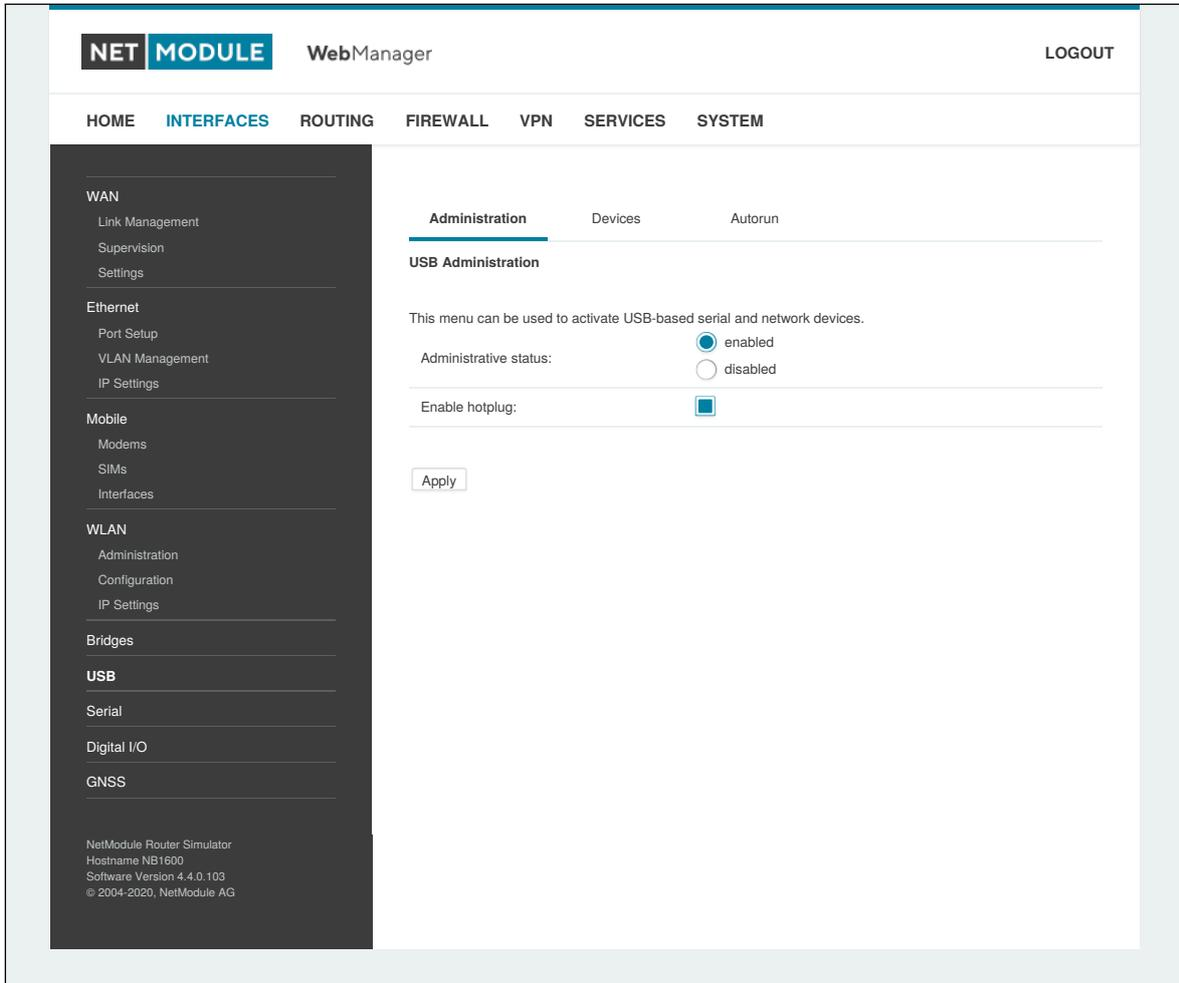 NET MODULE WebManager LOGOUT
HOME INTERFACES ROUTING FIREWALL VPN SERVICES SYSTEM
WAN
Link Management
Supervision
Settings
Ethernet
Port Setup
VLAN Management
IP Settings
Mobile
Modems
SIMs
Interfaces
WLAN
Administration
Configuration
IP Settings
Bridges
USB
Serial
Digital I/O
GNSS
NetModule Router Simulator
Hostname NB1600
Software Version 4.4.0.103
© 2004-2020, NetModule AG
Administration Devices Autorun
USB Administration
This menu can be used to activate USB-based serial and network devices.
Administrative status:
enabled
disabled
Enable hotplug:
Apply